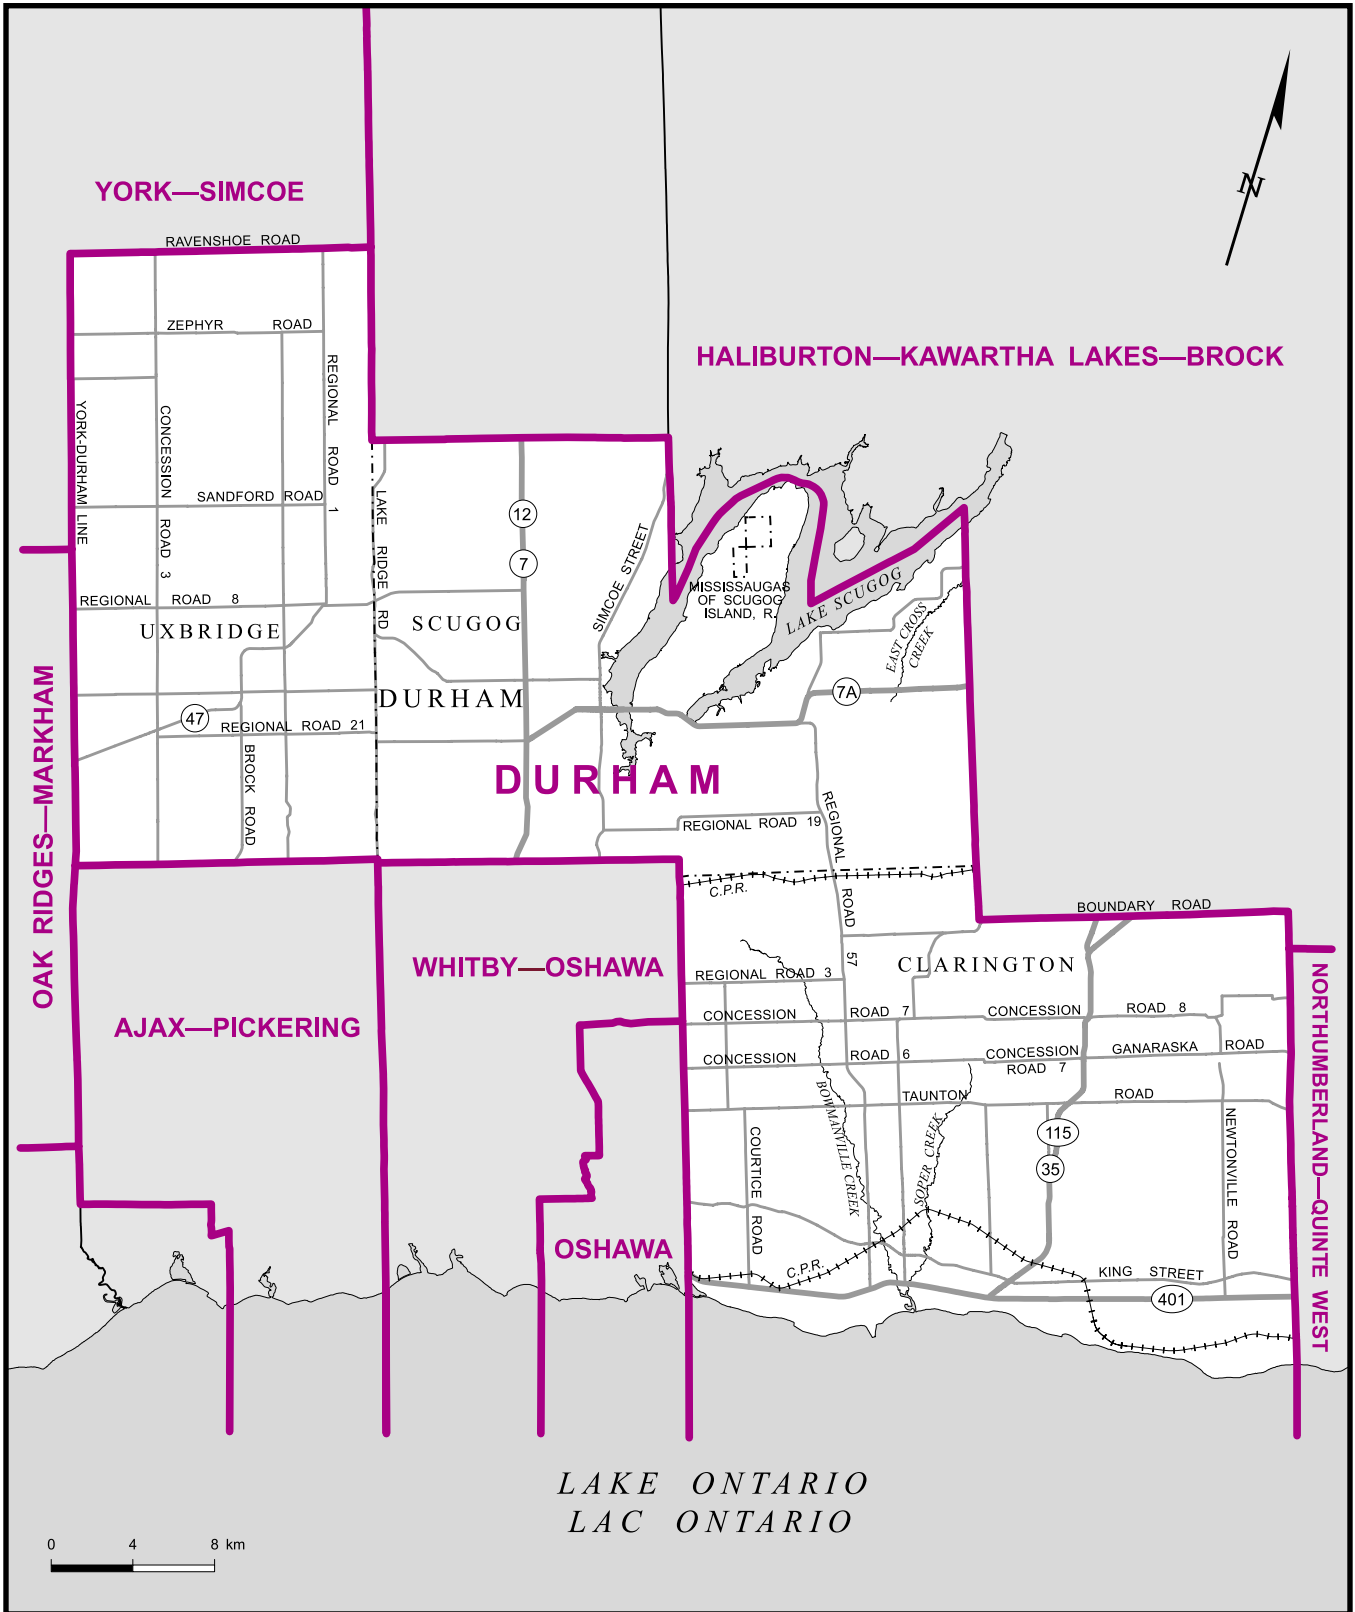 N
YORK—SIMCOE
RAVENSHOE ROAD
ZEPHYR ROAD
HALIBURTON—KAWARTHA LAKES—BROCK
REGIONAL ROAD 1
YORK-DURHAM LINE
CONCESSION ROAD 3
SANDFORD ROAD
LAKE RIDGE RD
12
7
SIMCOE STREET
MISSISSAUGAS
OF SCUGOG
ISLAND, R.
LAKE SCUGOG
EAST CROSS
CREEK
REGIONAL ROAD 8
UXBRIDGE
SCUGOG
DURHAM
7A
47
REGIONAL ROAD 21
BROCK ROAD
DURHAM
REGIONAL ROAD 57
REGIONAL ROAD 19
C.P.R.
OAK RIDGES—MARKHAM
BOUNDARY ROAD
WHITBY—OSHAWA
CLARINGTON
REGIONAL ROAD 3
AJAX—PICKERING
CONCESSION ROAD 7
CONCESSION ROAD 8
CONCESSION ROAD 6
CONCESSION
ROAD 7
GANARASKA ROAD
TAUNTON ROAD
BOWMANVILLE CREEK
SOPER CREEK
COURTICE ROAD
115
35
NEWTONVILLE ROAD
NORTHUMBERLAND—QUINTE WEST
OSHAWA
C.P.R.
KING STREET
401
LAKE ONTARIO
LAC ONTARIO
0 4 8 km